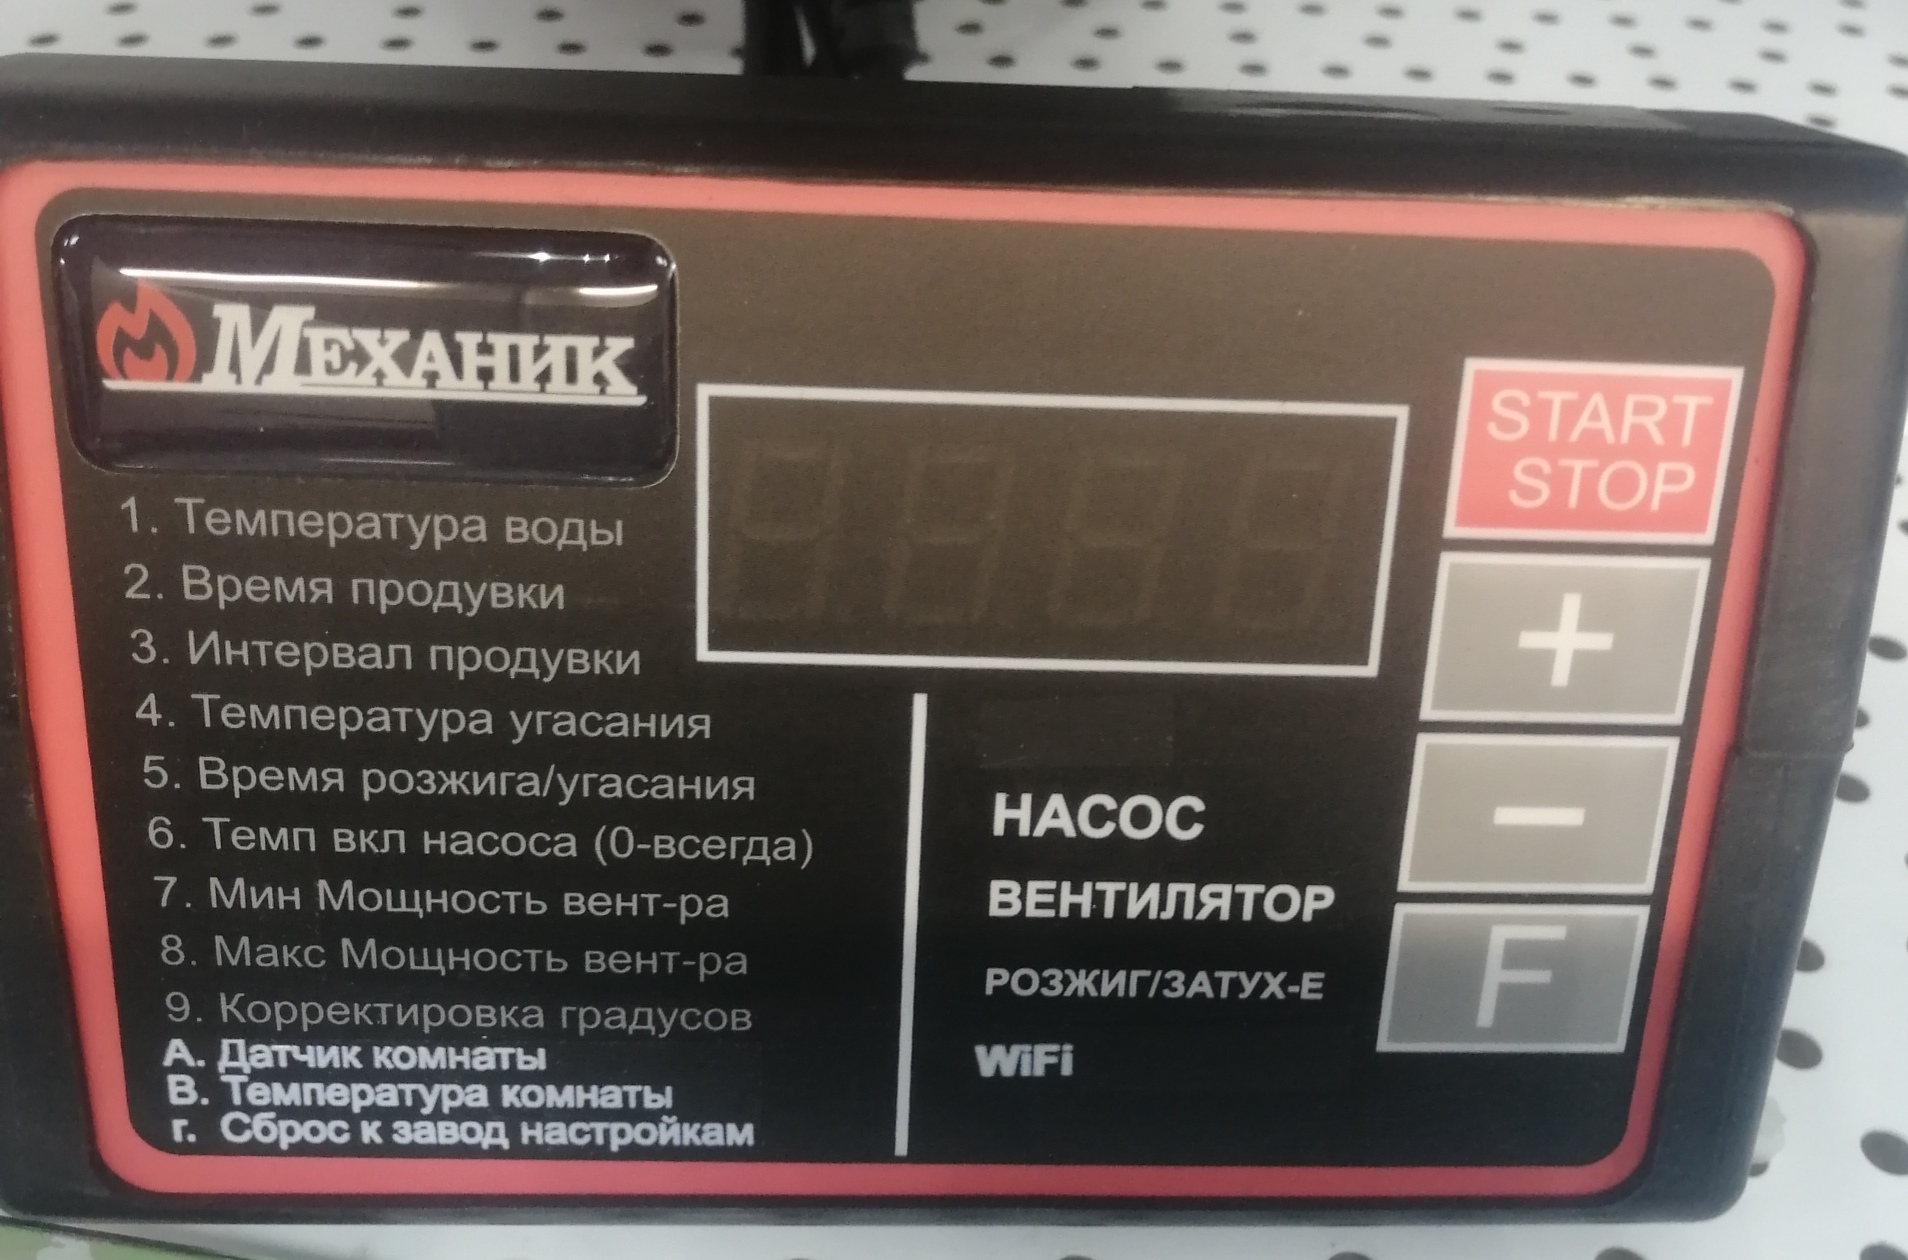 МЕХАНИК
1. Температура воды
2. Время продувки
3. Интервал продувки
4. Температура угасания
5. Время розжига/угасания
6. Темп вкл насоса (0-всегда)
7. Мин Мощность вент-ра
8. Макс Мощность вент-ра
9. Корректировка градусов
А. Датчик комнаты
В. Температура комнаты
г. Сброс к завод настройкам
НАСОС
ВЕНТИЛЯТОР
РОЗЖИГ/ЗАТУХ-Е
WiFi
START
STOP
+
−
F